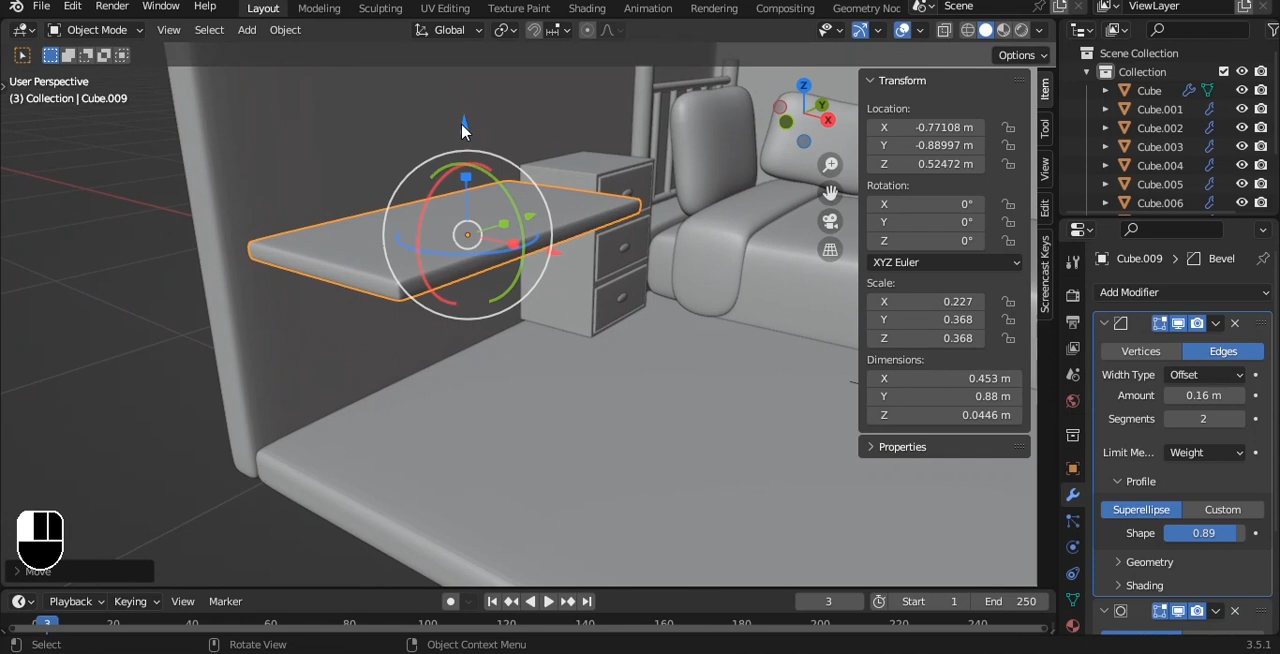 File Edit Render Window Help Layout Modeling Sculpting UV Editing Texture Paint Shading Animation Rendering Compositing Geometry Noc Scene ViewLayer
Object Mode View Select Add Object Global
Options
User Perspective
(3) Collection | Cube.009
Transform
Location:
X -0.77108 m
Y -0.88997 m
Z 0.52472 m
Rotation:
X 0°
Y 0°
Z 0°
XYZ Euler
Scale:
X 0.227
Y 0.368
Z 0.368
Dimensions:
X 0.453 m
Y 0.88 m
Z 0.0446 m
Properties
Item
Tool
View
Edit
Screencast Keys
Z
Y
X
Scene Collection
Collection
Cube
Cube.001
Cube.002
Cube.003
Cube.004
Cube.005
Cube.006
Cube.009 > Bevel
Add Modifier
Vertices Edges
Width Type Offset
Amount 0.16 m
Segments 2
Limit Me... Weight
Profile
Superellipse Custom
Shape 0.89
Geometry
Shading
Move
Playback Keying View Marker 3 Start 1 End 250
3 20 40 60 80 100 120 140 160 180 200 220 240
Select Rotate View Object Context Menu 3.5.1